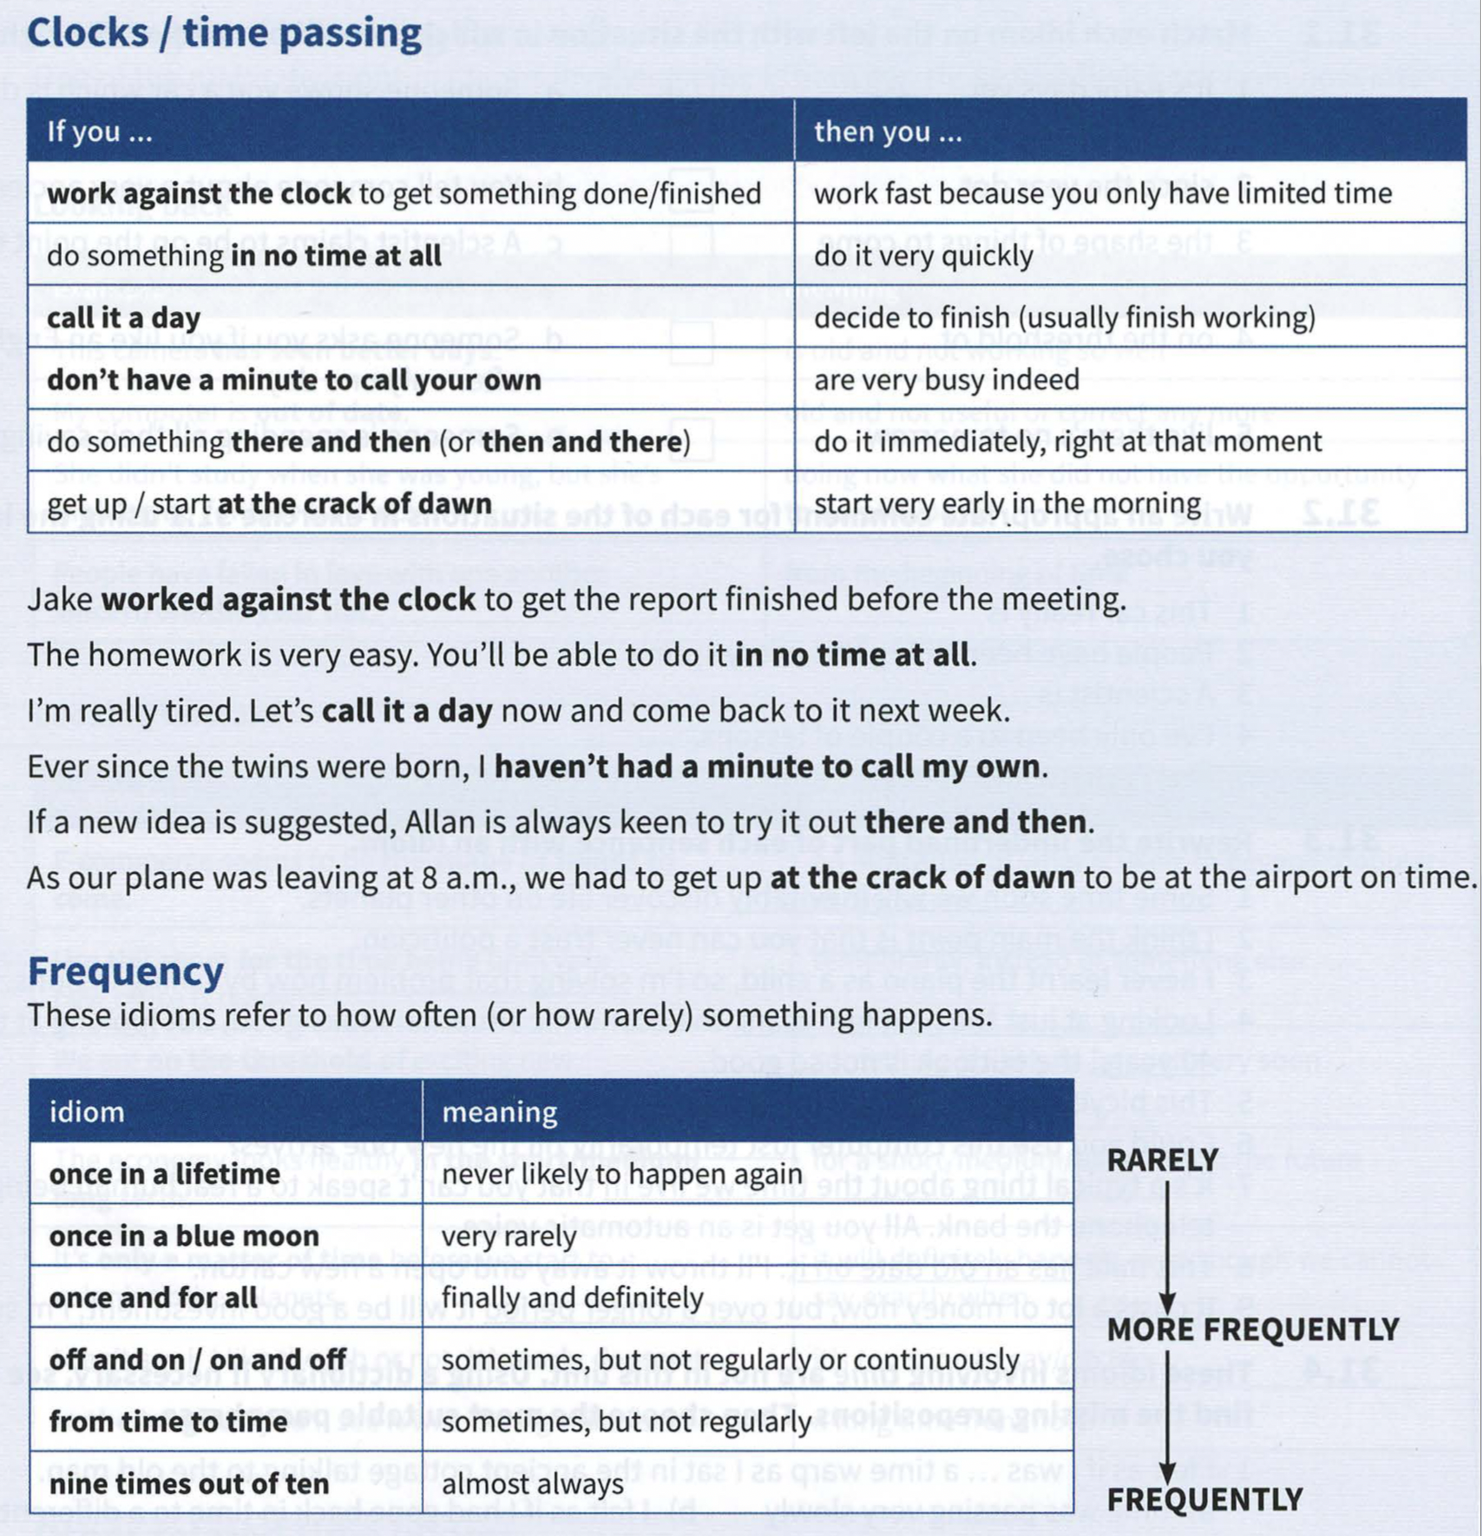 Clocks / time passing
If you ... then you ...
work against the clock to get something done/finished work fast because you only have limited time
do something in no time at all do it very quickly
call it a day decide to finish (usually finish working)
don't have a minute to call your own are very busy indeed
do something there and then (or then and there) do it immediately, right at that moment
get up / start at the crack of dawn start very early in the morning
Jake worked against the clock to get the report finished before the meeting.
The homework is very easy. You'll be able to do it in no time at all.
I'm really tired. Let's call it a day now and come back to it next week.
Ever since the twins were born, I haven't had a minute to call my own.
If a new idea is suggested, Allan is always keen to try it out there and then.
As our plane was leaving at 8 a.m., we had to get up at the crack of dawn to be at the airport on time.
Frequency
These idioms refer to how often (or how rarely) something happens.
idiom meaning
once in a lifetime never likely to happen again
RARELY
once in a blue moon very rarely
once and for all finally and definitely
MORE FREQUENTLY
off and on / on and off sometimes, but not regularly or continuously
from time to time sometimes, but not regularly
nine times out of ten almost always
FREQUENTLY